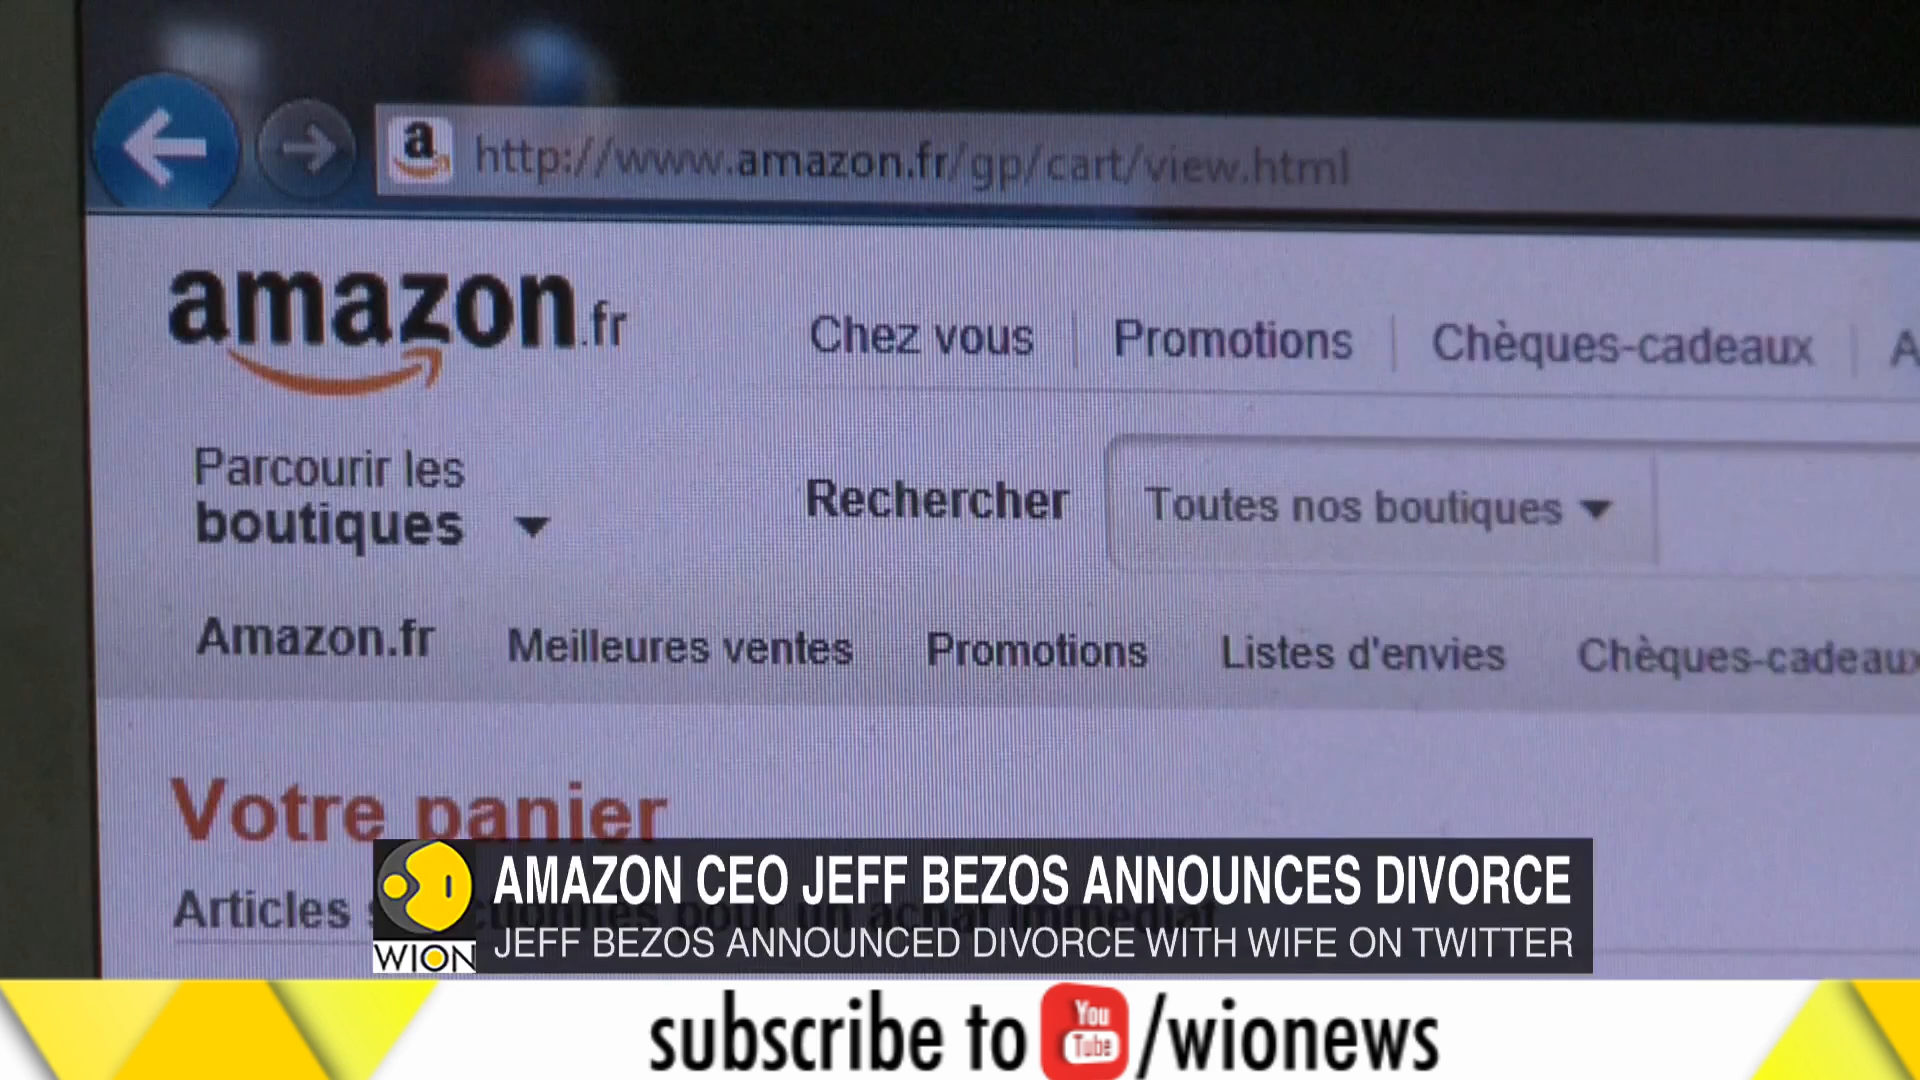 a http://www.amazon.fr/gp/cart/view.html
amazon.fr
Chez vous Promotions Chèques-cadeaux
Parcourir les
boutiques
Rechercher Toutes nos boutiques
Amazon.fr Meilleures ventes Promotions Listes d'envies Chèques-cadeaux
Votre panier
Articles
AMAZON CEO JEFF BEZOS ANNOUNCES DIVORCE
JEFF BEZOS ANNOUNCED DIVORCE WITH WIFE ON TWITTER
WION
subscribe to You Tube /wionews